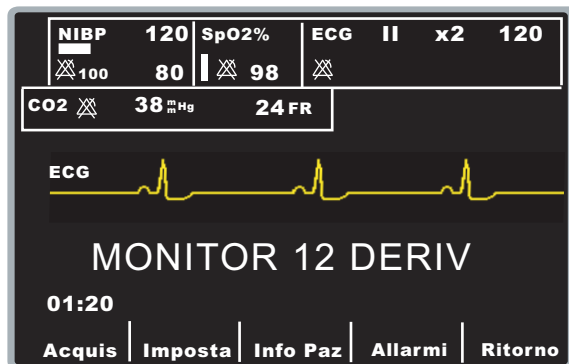 NIBP 120 SpO2% ECG II x2 120
100 80 98
CO2 38 mmHg 24 FR
ECG
MONITOR 12 DERIV
01:20
Acquis Imposta Info Paz Allarmi Ritorno